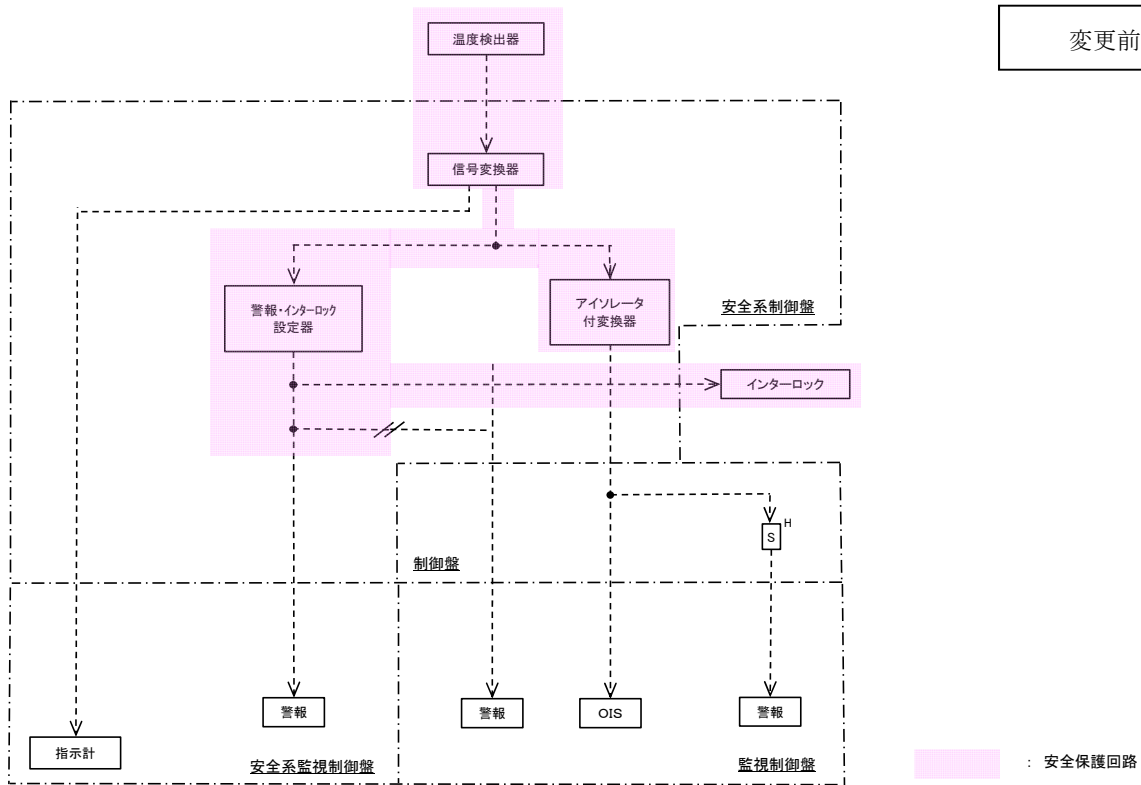 変更前
温度検出器
信号変換器
警報・インターロック
設定器
アイソレータ
付変換器
安全系制御盤
インターロック
S
H
制御盤
警報
警報
OIS
警報
指示計
安全系監視制御盤
監視制御盤
: 安全保護回路